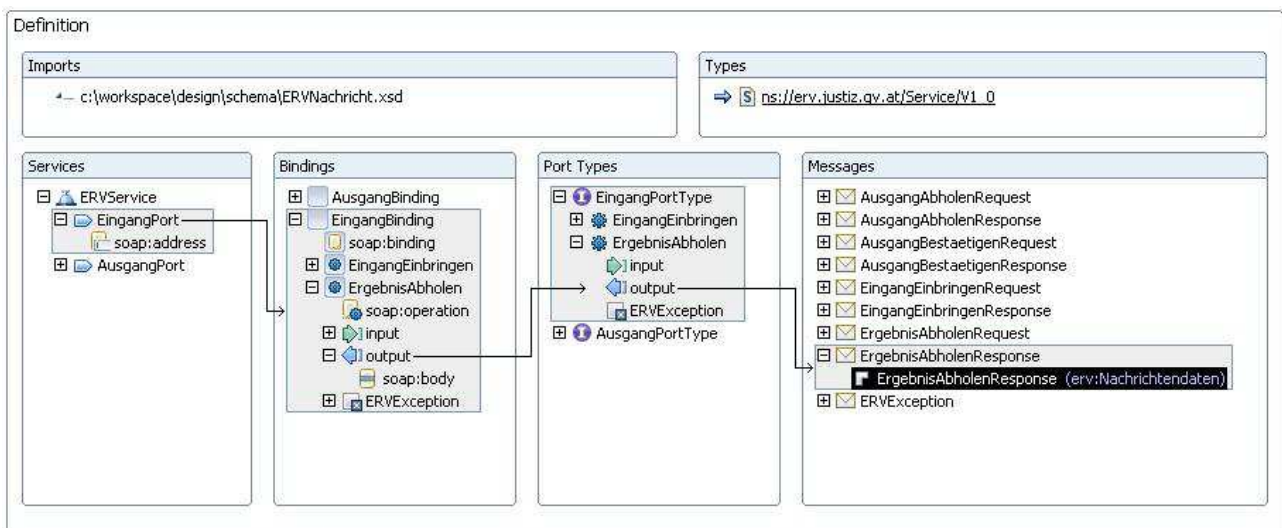 Definition
Imports
c:\workspace\design\schema\ERVNachricht.xsd
Types
S ns://erv.justiz.gv.at/Service/V1_0
Services
ERVService
EingangPort
soap:address
AusgangPort
Bindings
AusgangBinding
EingangBinding
soap:binding
EingangEinbringen
ErgebnisAbholen
soap:operation
input
output
soap:body
ERVException
Port Types
EingangPortType
EingangEinbringen
ErgebnisAbholen
input
output
ERVException
AusgangPortType
Messages
AusgangAbholenRequest
AusgangAbholenResponse
AusgangBestaetigenRequest
AusgangBestaetigenResponse
EingangEinbringenRequest
EingangEinbringenResponse
ErgebnisAbholenRequest
ErgebnisAbholenResponse
ErgebnisAbholenResponse (erv:Nachrichtendaten)
ERVException